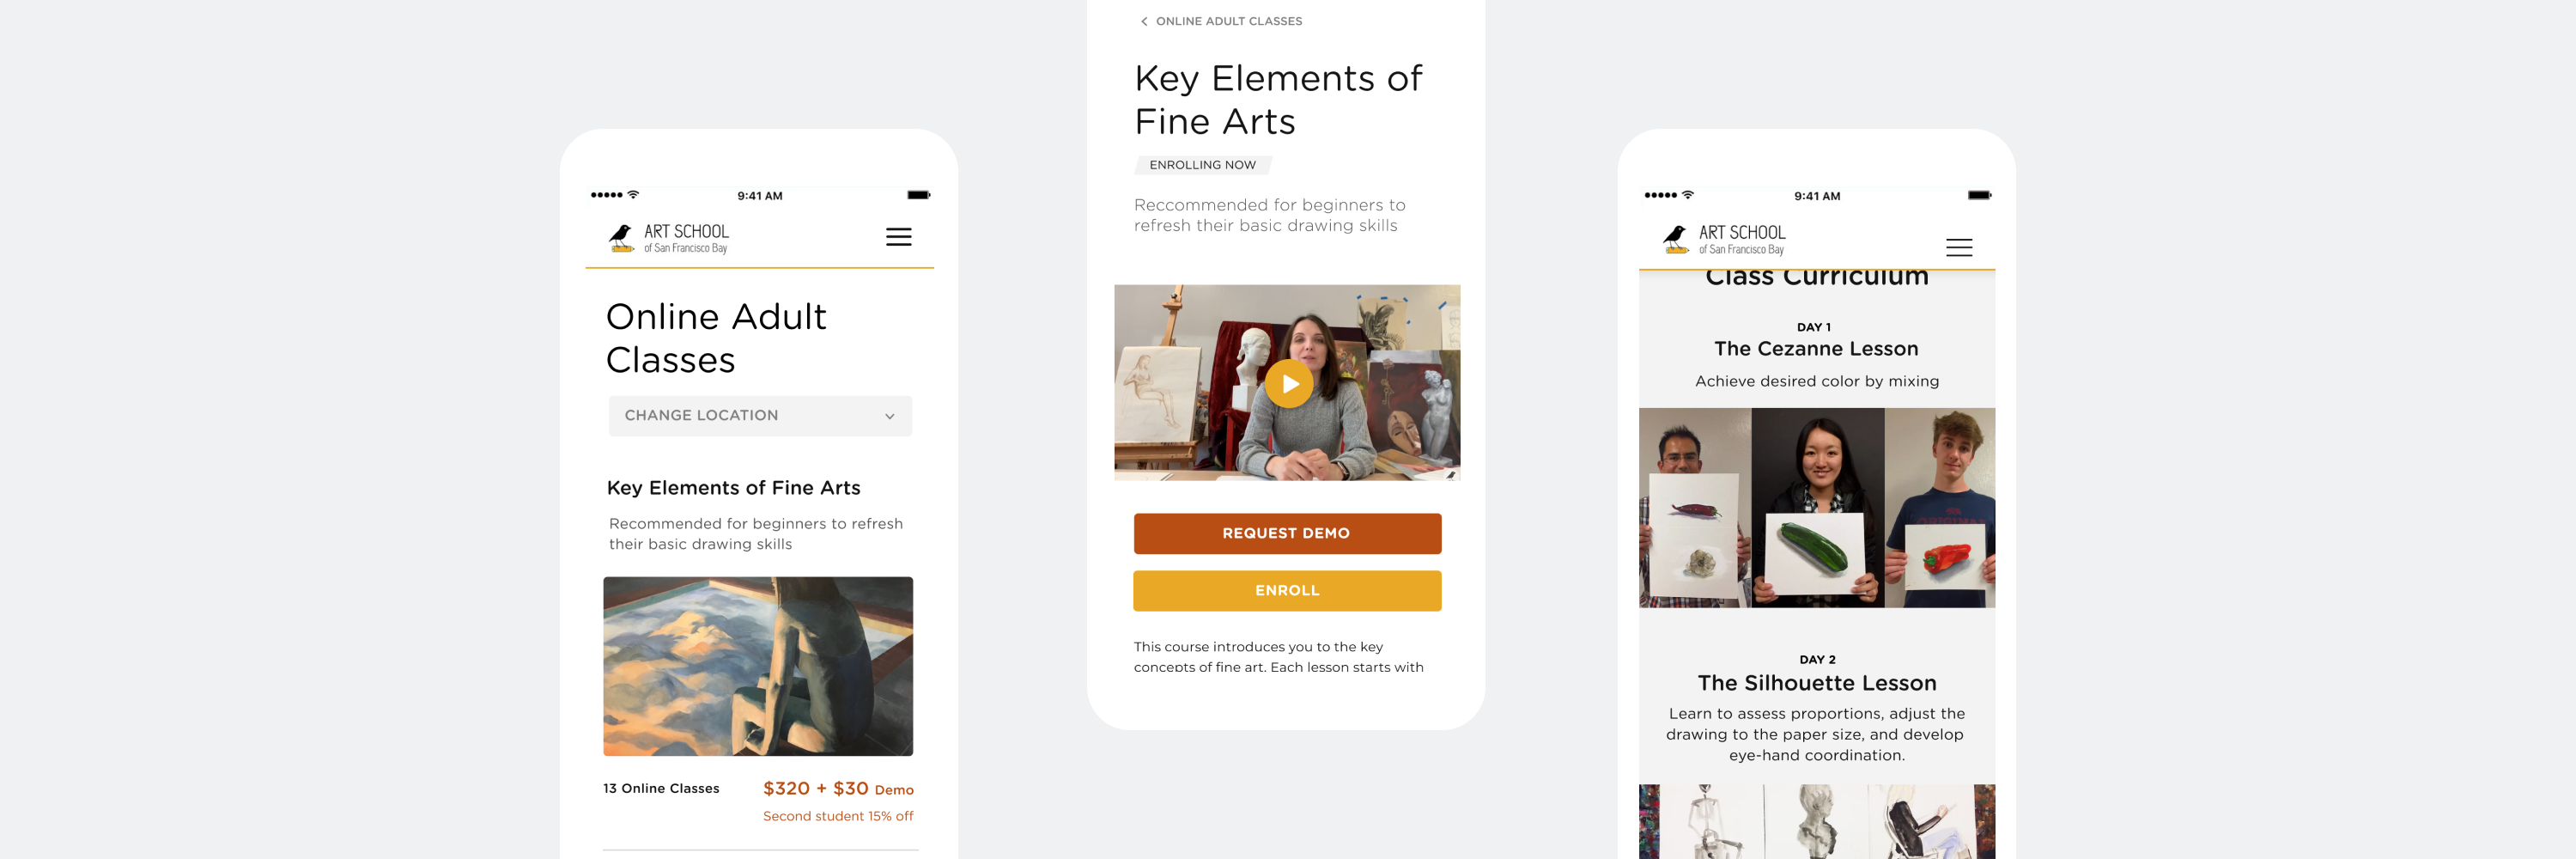 9:41 AM
ART SCHOOL
of San Francisco Bay
Online Adult
Classes
CHANGE LOCATION
Key Elements of Fine Arts
Recommended for beginners to refresh
their basic drawing skills
13 Online Classes
$320 + $30 Demo
Second student 15% off
ONLINE ADULT CLASSES
Key Elements of
Fine Arts
ENROLLING NOW
Reccommended for beginners to
refresh their basic drawing skills
REQUEST DEMO
ENROLL
This course introduces you to the key
concepts of fine art. Each lesson starts with
9:41 AM
ART SCHOOL
of San Francisco Bay
Class Curriculum
DAY 1
The Cezanne Lesson
Achieve desired color by mixing
ORIGINAL
DAY 2
The Silhouette Lesson
Learn to assess proportions, adjust the
drawing to the paper size, and develop
eye-hand coordination.